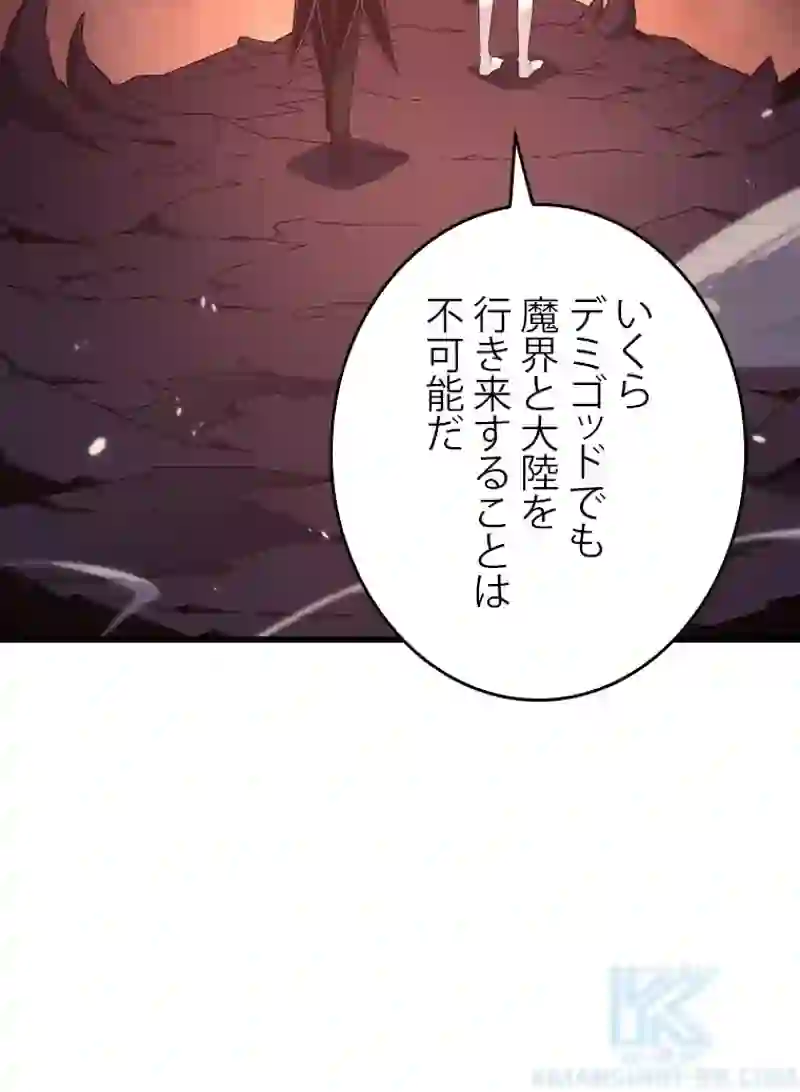 いくら
デミゴッドでも
魔界と大陸を
行き来することは
不可能だ